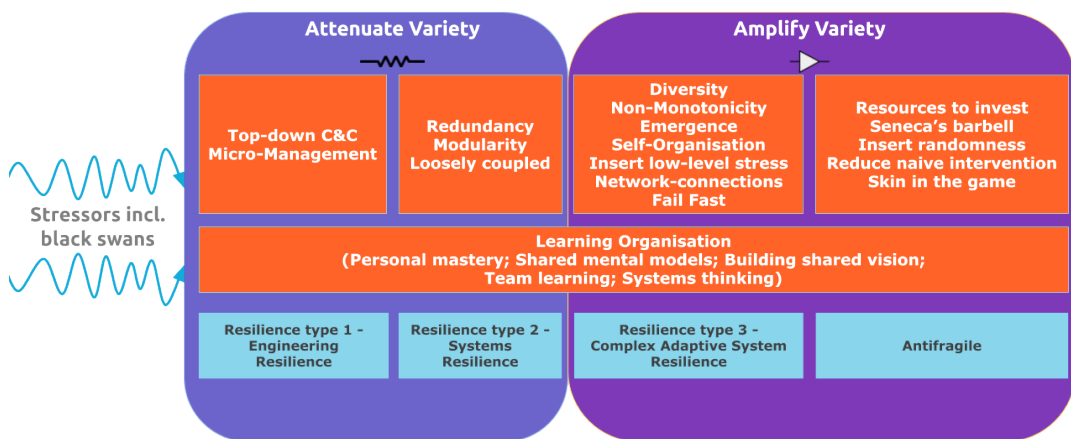 Attenuate Variety
Amplify Variety
Top-down C&C
Micro-Management
Redundancy
Modularity
Loosely coupled
Diversity
Non-Monotonicity
Emergence
Self-Organisation
Insert low-level stress
Network-connections
Fail Fast
Resources to invest
Seneca’s barbell
Insert randomness
Reduce naive intervention
Skin in the game
Stressors incl.
black swans
Learning Organisation
(Personal mastery; Shared mental models; Building shared vision;
Team learning; Systems thinking)
Resilience type 1 -
Engineering
Resilience
Resilience type 2 -
Systems
Resilience
Resilience type 3 -
Complex Adaptive System
Resilience
Antifragile